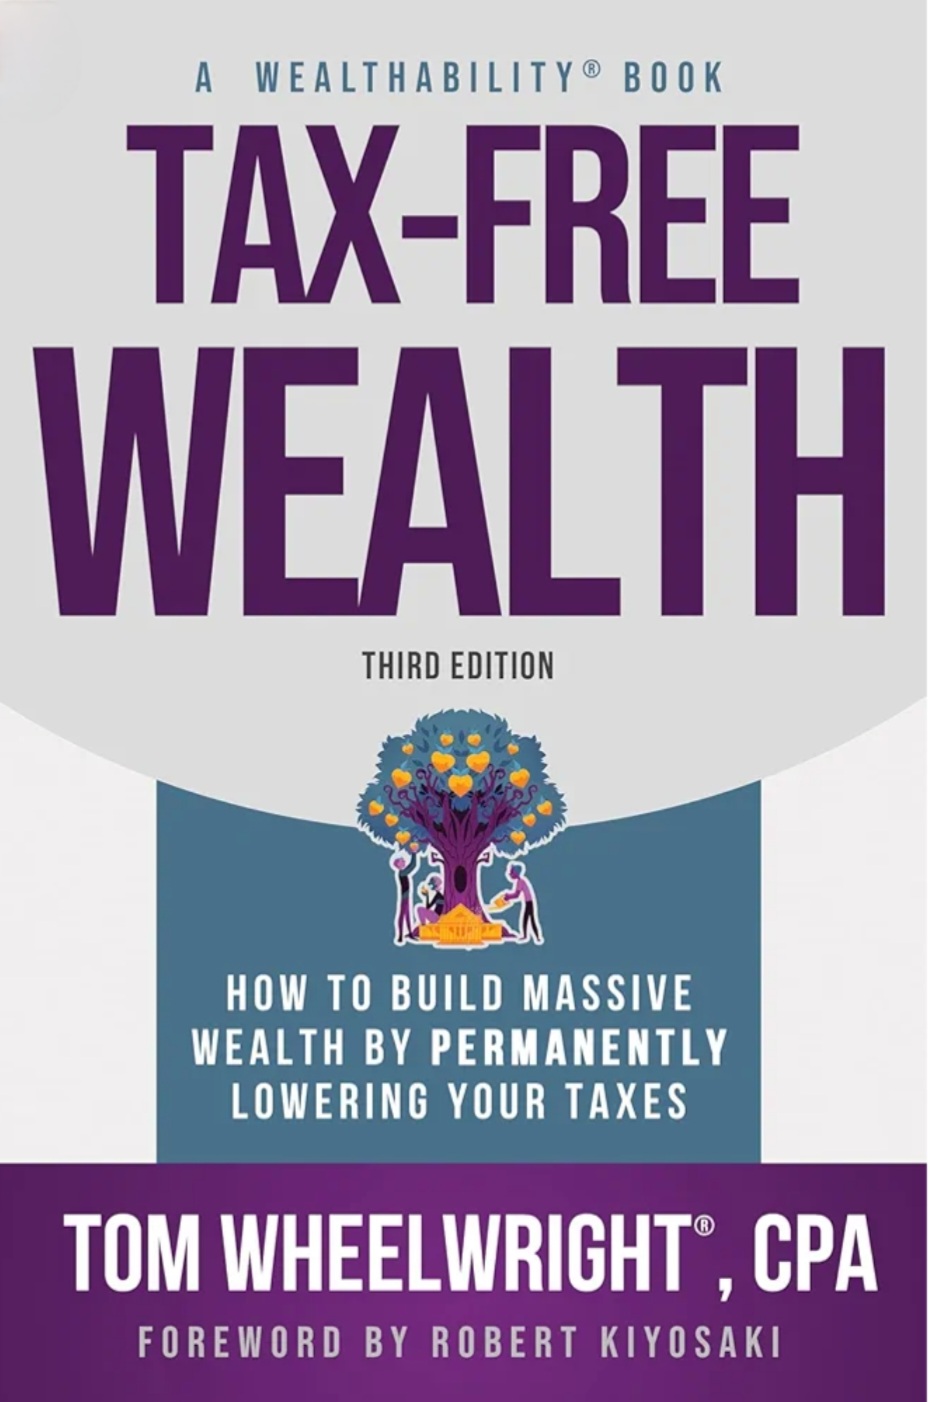 A WEALTHABILITY® BOOK
TAX-FREE
WEALTH
THIRD EDITION
HOW TO BUILD MASSIVE
WEALTH BY PERMANENTLY
LOWERING YOUR TAXES
TOM WHEELWRIGHT®, CPA
FOREWORD BY ROBERT KIYOSAKI